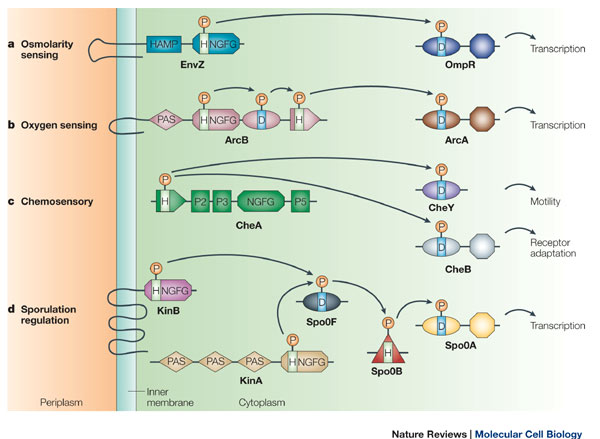 P
P
a Osmolarity
sensing
HAMP
H NGFG
D
Transcription
EnvZ
OmpR
P
P
P
P
b Oxygen sensing
PAS
H NGFG
D
H
D
Transcription
ArcB
ArcA
P
P
c Chemosensory
H
P2
P3
NGFG
P5
D
Motility
CheA
CheY
P
D
Receptor
adaptation
CheB
P
H NGFG
KinB
P
D
Spo0F
d Sporulation
regulation
P
P
P
PAS
PAS
PAS
H NGFG
H
D
Transcription
KinA
Spo0B
Spo0A
Periplasm
Inner
membrane
Cytoplasm
Nature Reviews | Molecular Cell Biology